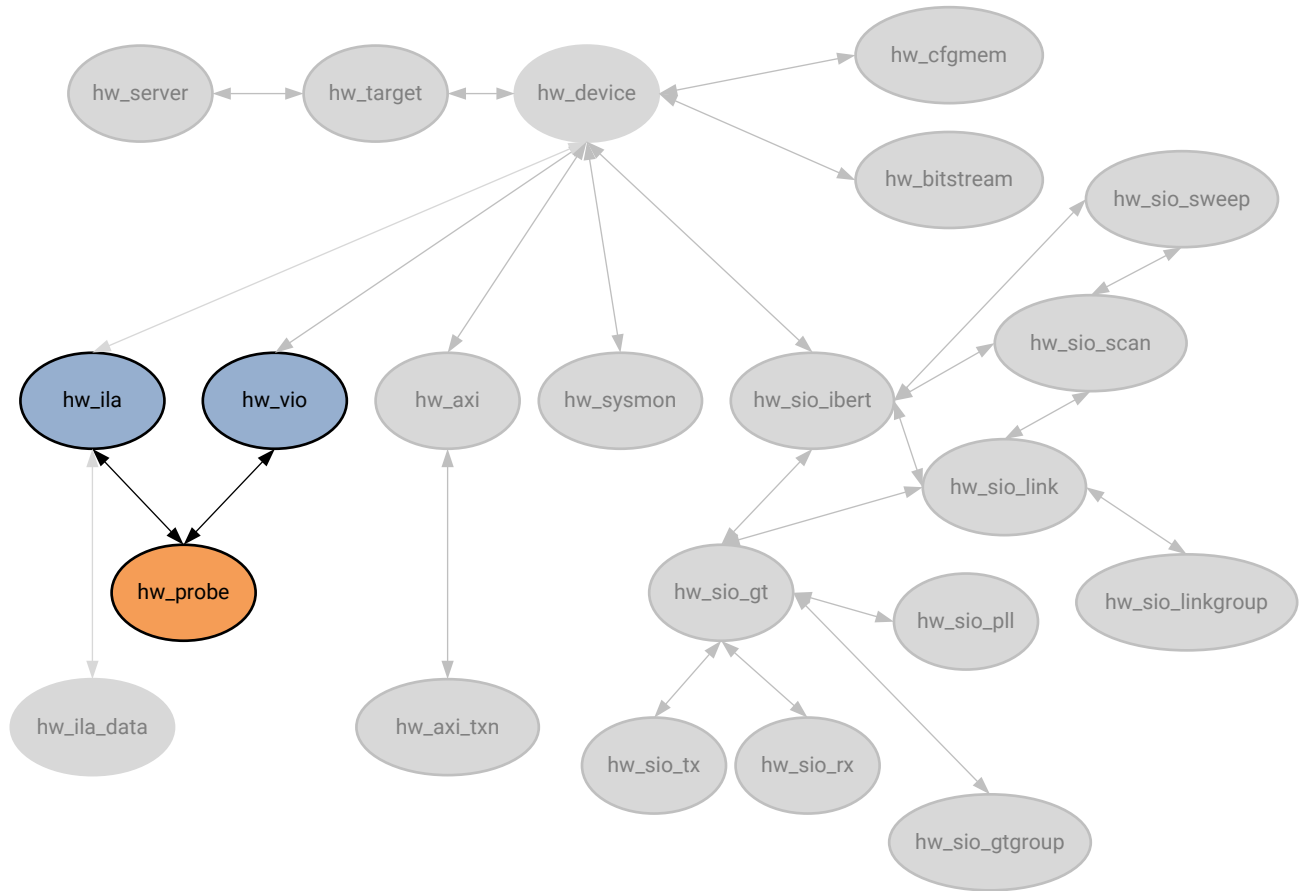 hw_cfgmem
hw_server
hw_target
hw_device
hw_bitstream
hw_sio_sweep
hw_sio_scan
hw_ila
hw_vio
hw_axi
hw_sysmon
hw_sio_ibert
hw_sio_link
hw_probe
hw_sio_gt
hw_sio_linkgroup
hw_sio_pll
hw_ila_data
hw_axi_txn
hw_sio_tx
hw_sio_rx
hw_sio_gtgroup